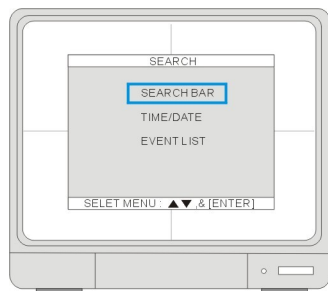 SEARCH
SEARCH BAR
TIME/DATE
EVENT LIST
SELET MENU : ▲▼ ,& [ENTER]